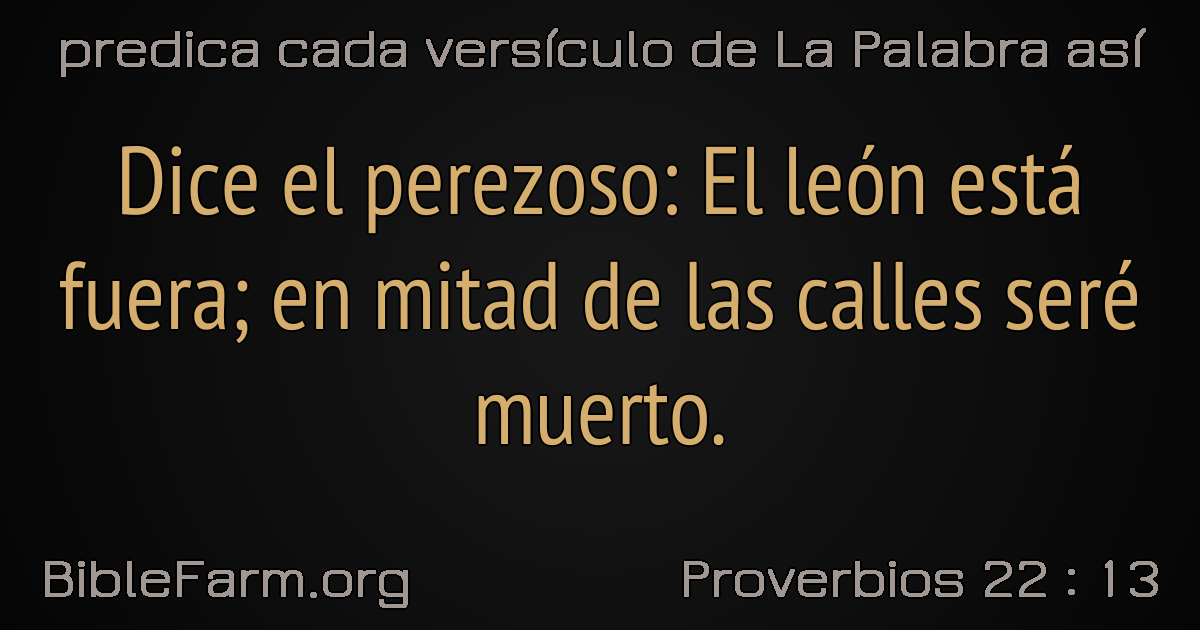 predica cada versículo de La Palabra así
Dice el perezoso: El león está
fuera; en mitad de las calles seré
muerto.
BibleFarm.org
Proverbios 22 : 13